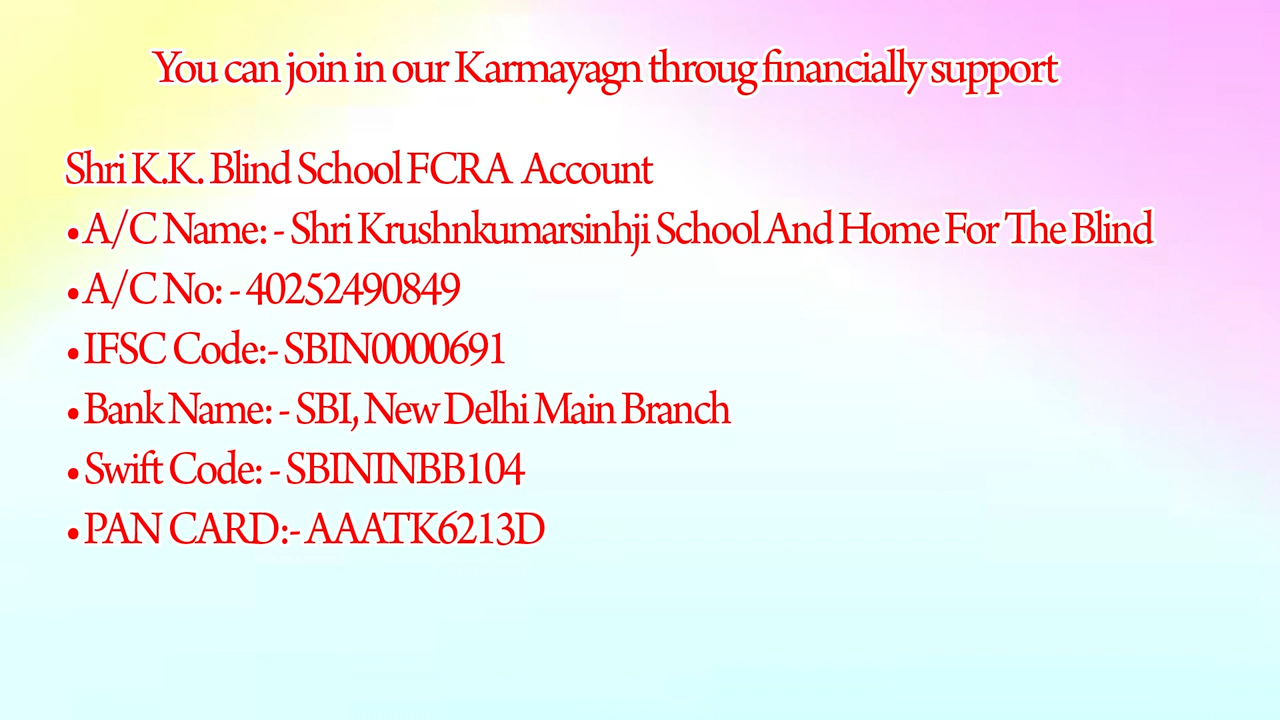 You can join in our Karmayagn throug financially support
Shri K.K. Blind School FCRA Account
• A/C Name: - Shri Krushnkumarsinhji School And Home For The Blind
• A/C No: - 40252490849
• IFSC Code:- SBIN0000691
• Bank Name: - SBI, New Delhi Main Branch
• Swift Code: - SBININBB104
• PAN CARD:- AAATK6213D